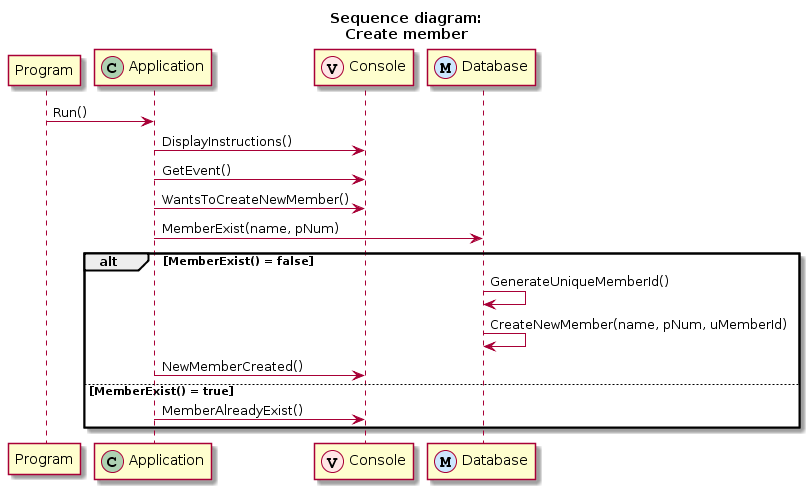 Sequence diagram:
Create member
Program
C Application
V Console
M Database
Run()
DisplayInstructions()
GetEvent()
WantsToCreateNewMember()
MemberExist(name, pNum)
alt [MemberExist() = false]
GenerateUniqueMemberId()
CreateNewMember(name, pNum, uMemberId)
NewMemberCreated()
[MemberExist() = true]
MemberAlreadyExist()
Program
C Application
V Console
M Database